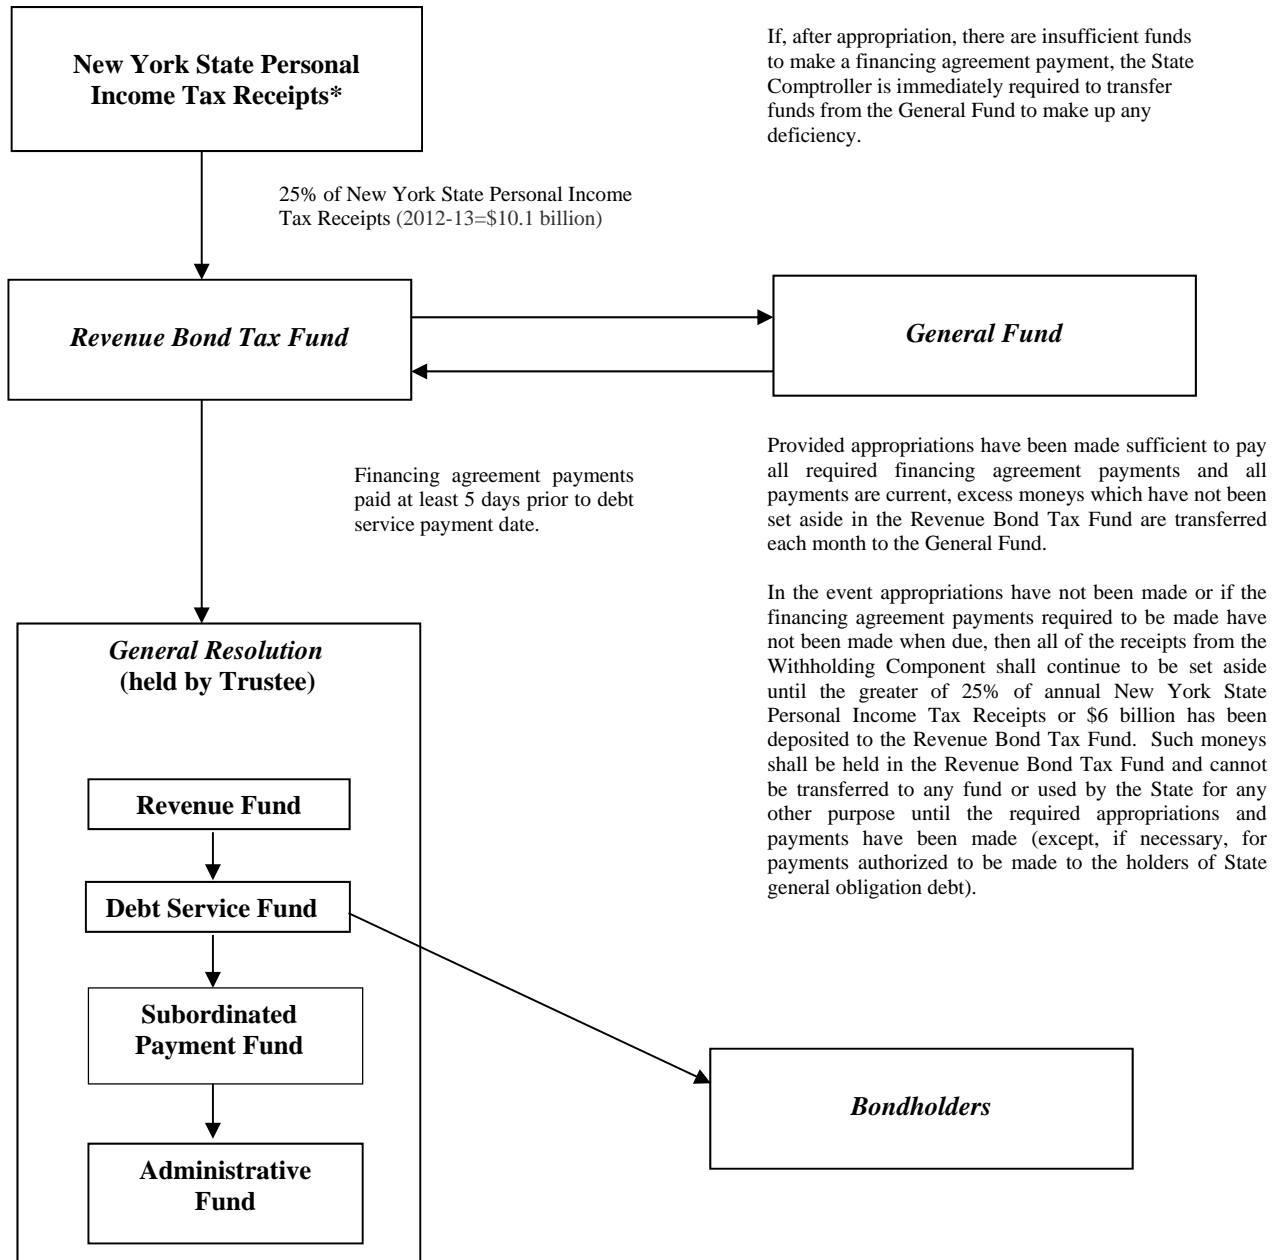 New York State Personal
Income Tax Receipts*
If, after appropriation, there are insufficient funds
to make a financing agreement payment, the State
Comptroller is immediately required to transfer
funds from the General Fund to make up any
deficiency.
25% of New York State Personal Income
Tax Receipts (2012-13=$10.1 billion)
Revenue Bond Tax Fund
General Fund
Financing agreement payments
paid at least 5 days prior to debt
service payment date.
Provided appropriations have been made sufficient to pay
all required financing agreement payments and all
payments are current, excess moneys which have not been
set aside in the Revenue Bond Tax Fund are transferred
each month to the General Fund.
In the event appropriations have not been made or if the
financing agreement payments required to be made have
not been made when due, then all of the receipts from the
Withholding Component shall continue to be set aside
until the greater of 25% of annual New York State
Personal Income Tax Receipts or $6 billion has been
deposited to the Revenue Bond Tax Fund. Such moneys
shall be held in the Revenue Bond Tax Fund and cannot
be transferred to any fund or used by the State for any
other purpose until the required appropriations and
payments have been made (except, if necessary, for
payments authorized to be made to the holders of State
general obligation debt).
General Resolution
(held by Trustee)
Revenue Fund
Debt Service Fund
Subordinated
Payment Fund
Administrative
Fund
Bondholders